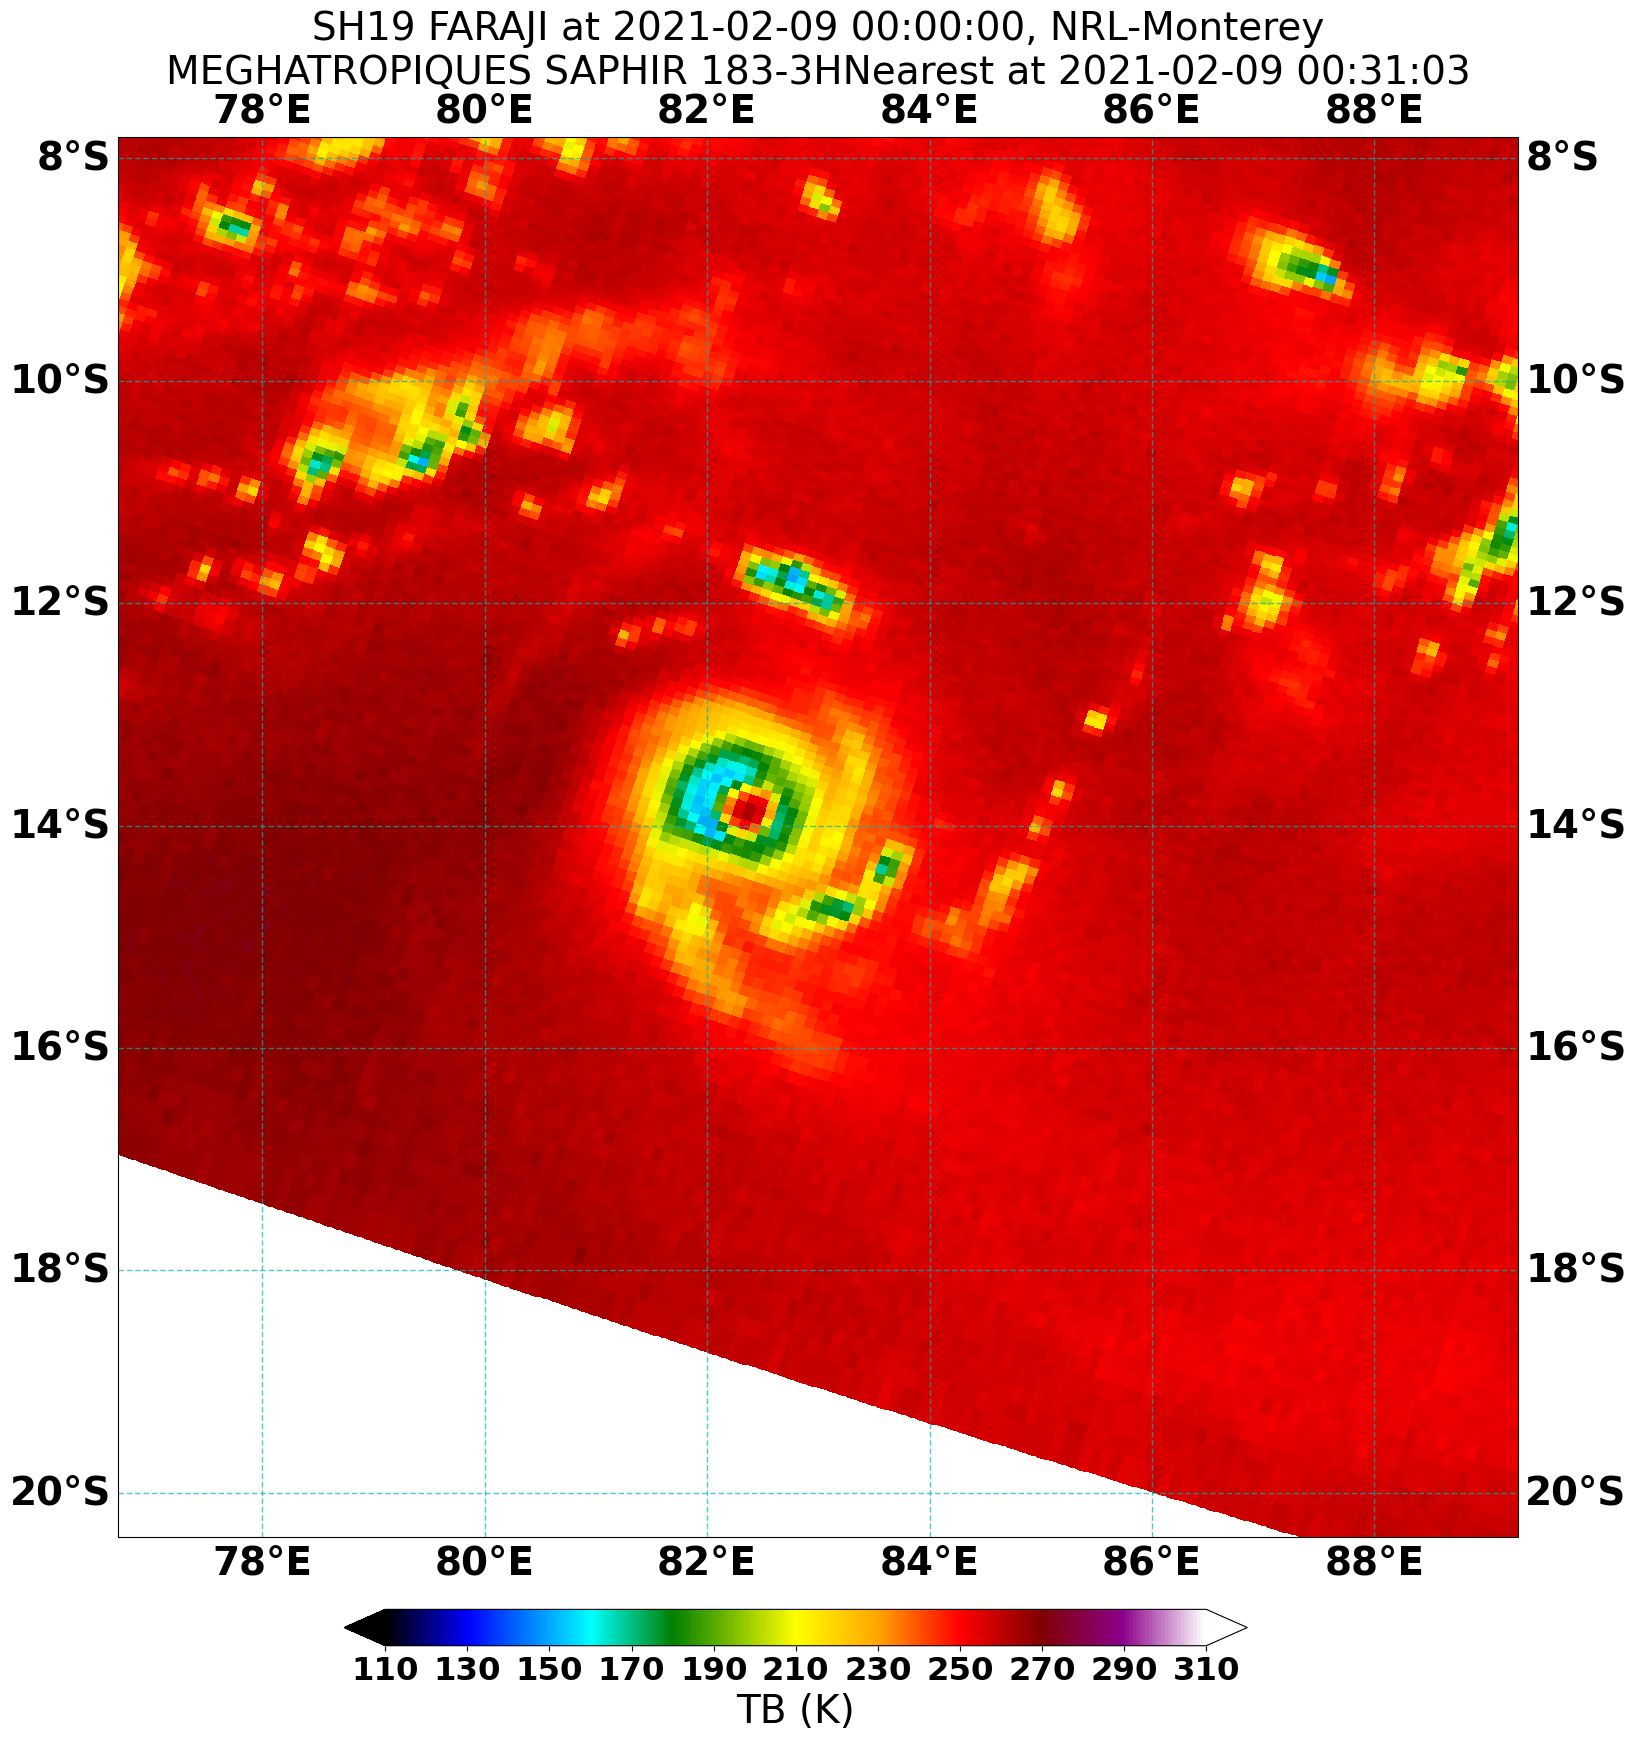 SH19 FARAJI at 2021-02-09 00:00:00, NRL-Monterey
MEGHATROPIQUES SAPHIR 183-3HNearest at 2021-02-09 00:31:03
78°E 80°E 82°E 84°E 86°E 88°E
8°S 8°S
10°S 10°S
12°S 12°S
14°S 14°S
16°S 16°S
18°S 18°S
20°S 20°S
78°E 80°E 82°E 84°E 86°E 88°E
110 130 150 170 190 210 230 250 270 290 310
TB (K)